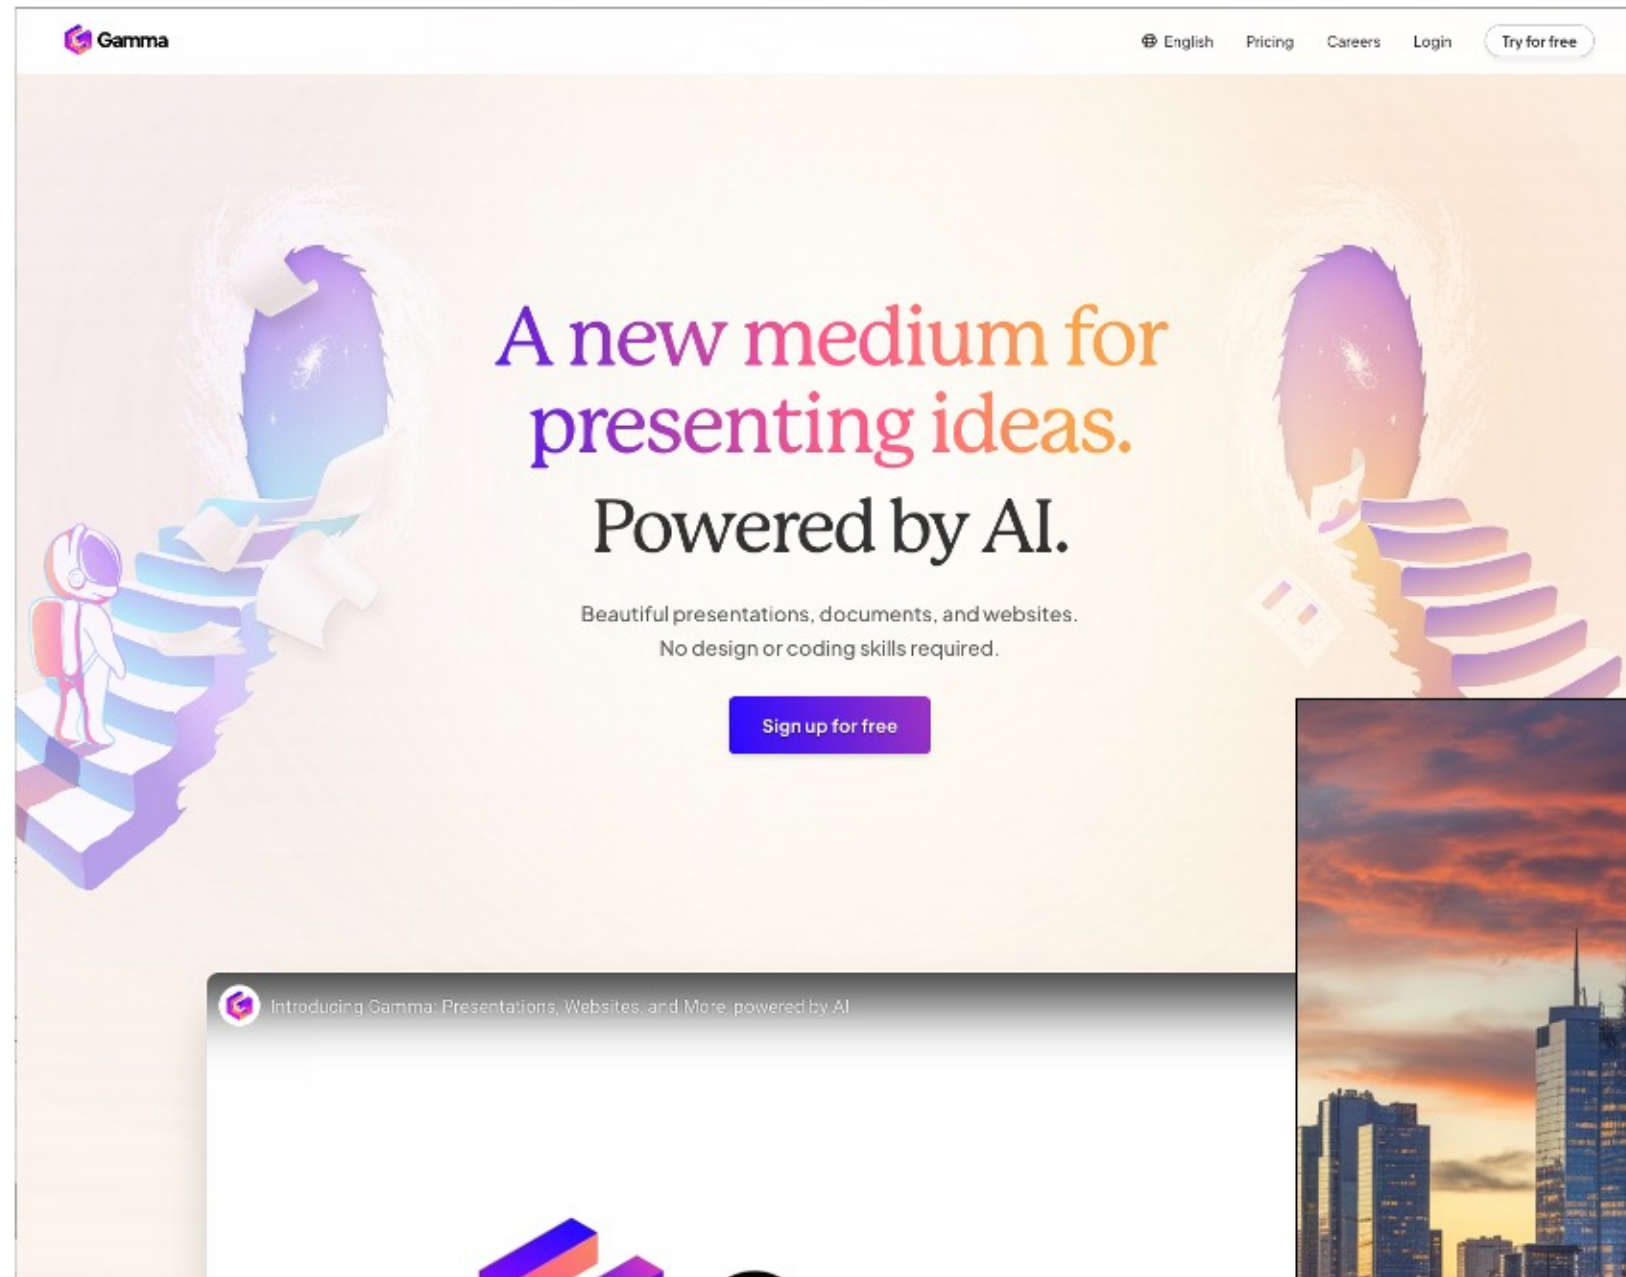 Gamma
English Pricing Careers Login Try for free
A new medium for
presenting ideas.
Powered by AI.
Beautiful presentations, documents, and websites.
No design or coding skills required.
Sign up for free
Introducing Gamma: Presentations, Websites, and More, powered by AI